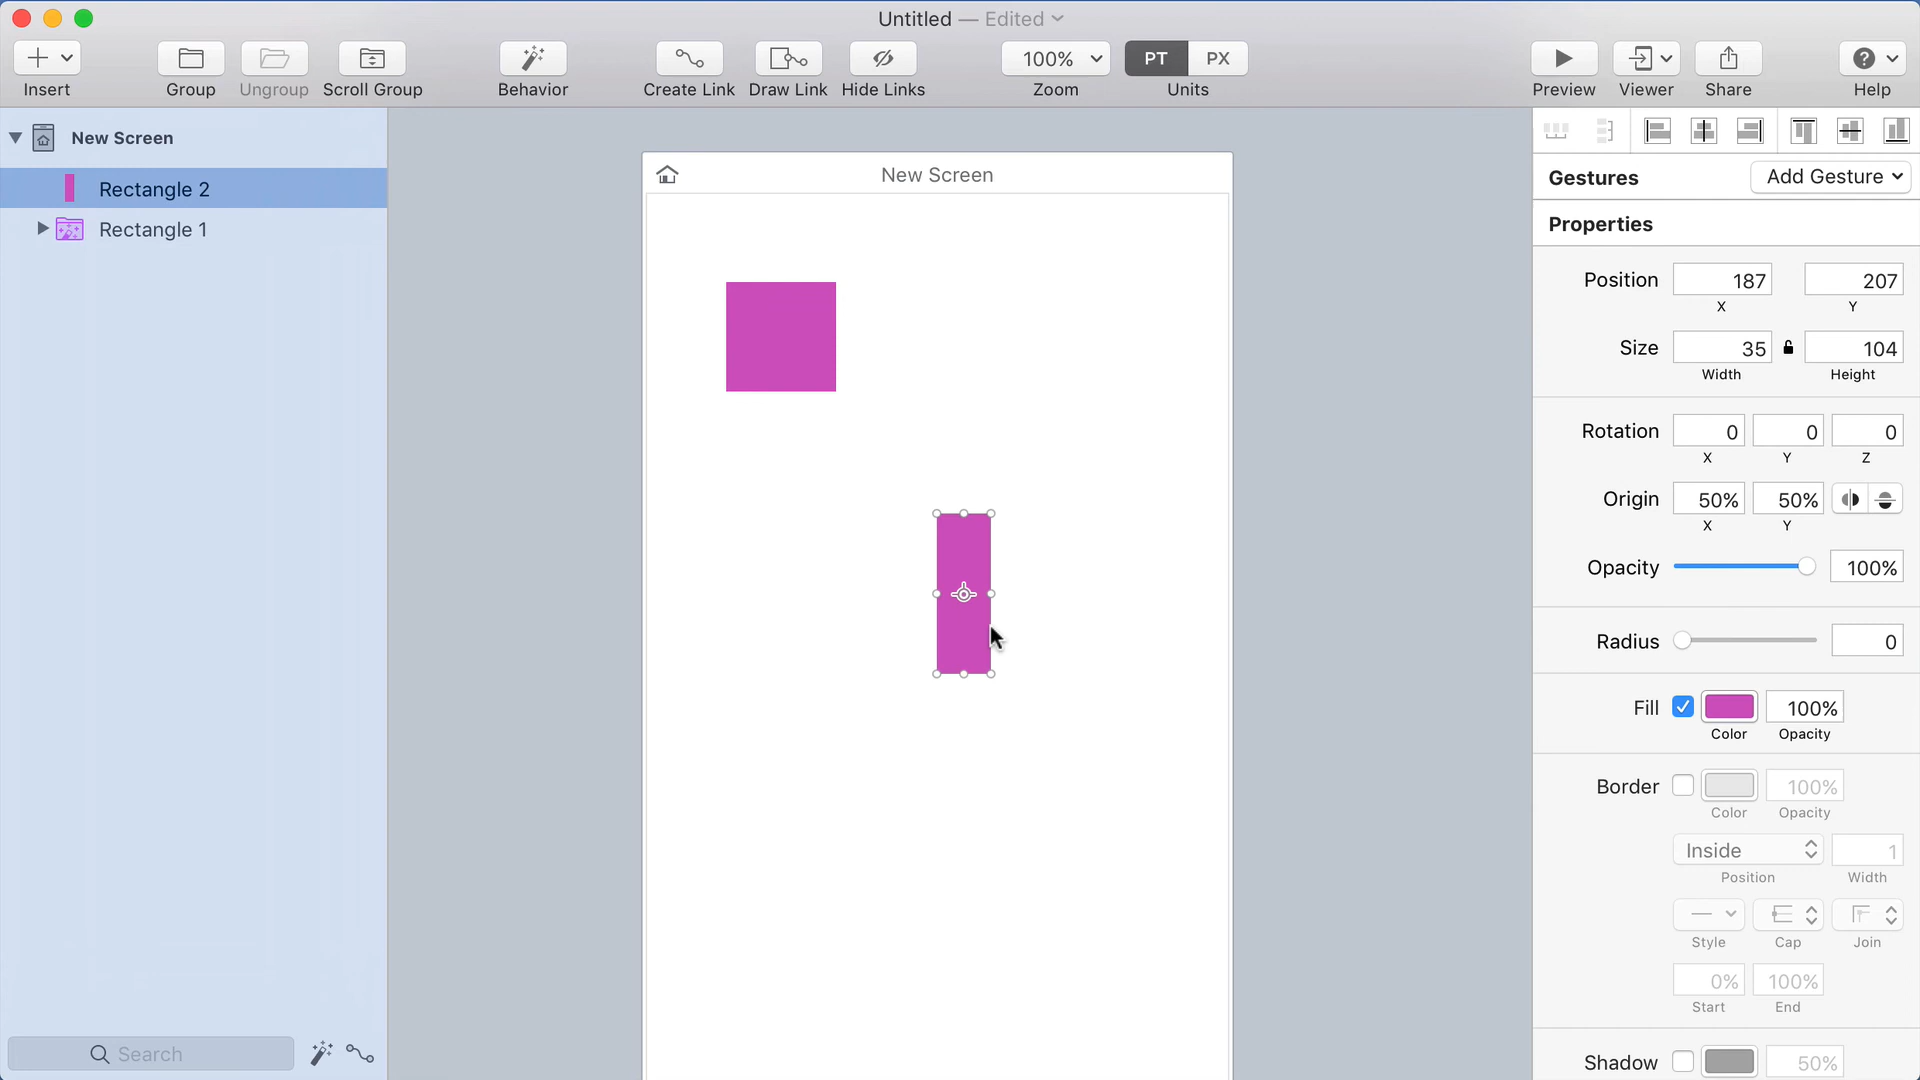 Untitled — Edited
Insert
Group
Ungroup
Scroll Group
Behavior
Create Link
Draw Link
Hide Links
100%
Zoom
PT PX
Units
Preview
Viewer
Share
Help
New Screen
Rectangle 2
Rectangle 1
Search
New Screen
Gestures Add Gesture
Properties
Position 187 207
X Y
Size 35 104
Width Height
Rotation 0 0 0
X Y Z
Origin 50% 50%
X Y
Opacity 100%
Radius 0
Fill 100%
Color Opacity
Border 100%
Color Opacity
Inside 1
Position Width
Style Cap Join
0% 100%
Start End
Shadow 50%